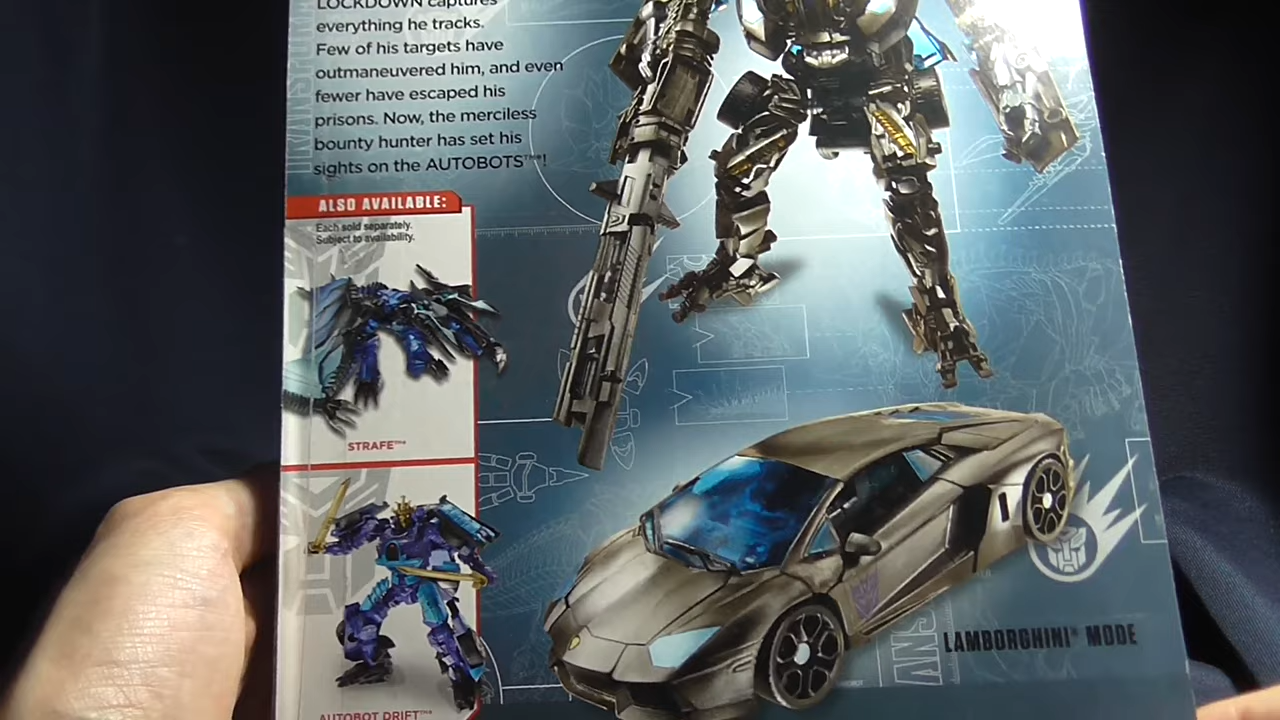 LOCKDOWN captures
everything he tracks.
Few of his targets have
outmaneuvered him, and even
fewer have escaped his
prisons. Now, the merciless
bounty hunter has set his
sights on the AUTOBOTS™*!
ALSO AVAILABLE:
Each sold separately.
Subject to availability.
STRAFE™*
AUTOBOT DRIFT™*
LAMBORGHINI® MODE